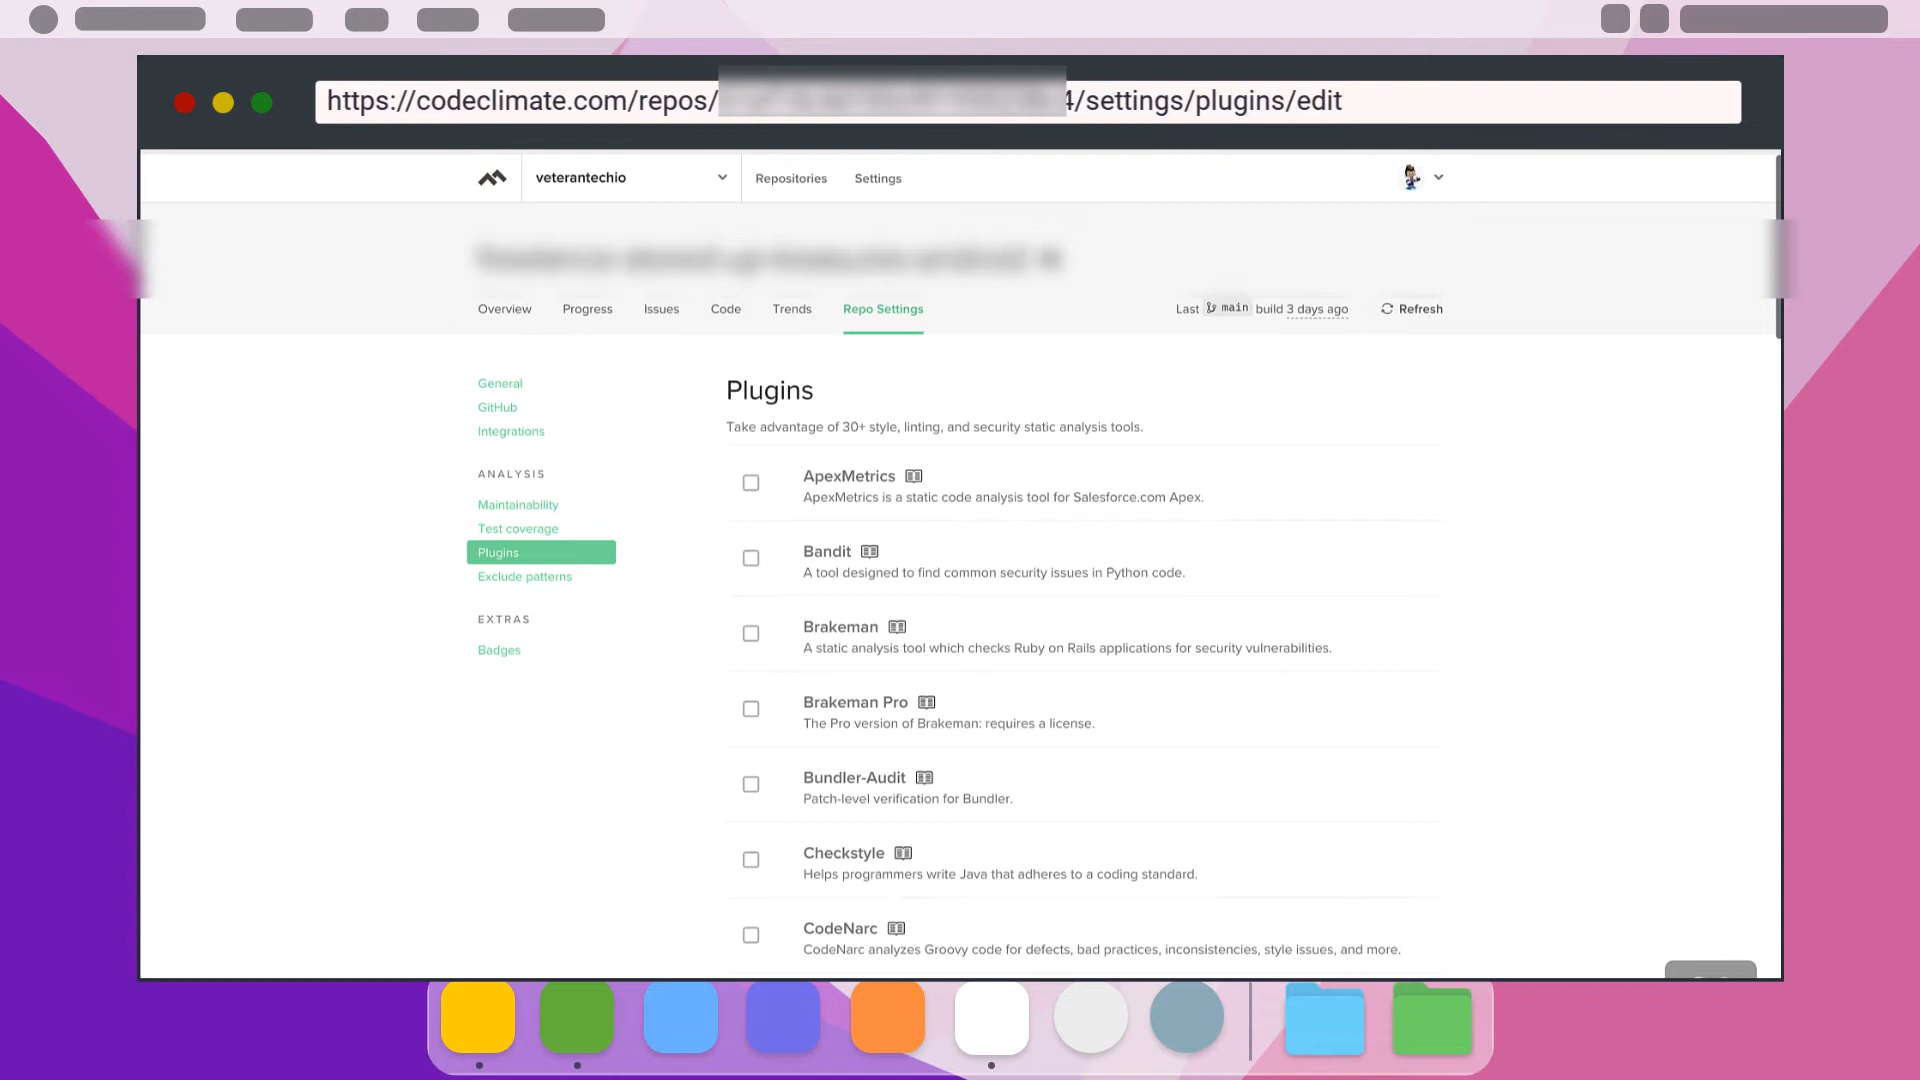 https://codeclimate.com/repos/ 4/settings/plugins/edit
veterantechio
Repositories
Settings
Overview
Progress
Issues
Code
Trends
Repo Settings
Last main build 3 days ago
Refresh
General
GitHub
Integrations
ANALYSIS
Maintainability
Test coverage
Plugins
Exclude patterns
EXTRAS
Badges
Plugins
Take advantage of 30+ style, linting, and security static analysis tools.
ApexMetrics
ApexMetrics is a static code analysis tool for Salesforce.com Apex.
Bandit
A tool designed to find common security issues in Python code.
Brakeman
A static analysis tool which checks Ruby on Rails applications for security vulnerabilities.
Brakeman Pro
The Pro version of Brakeman: requires a license.
Bundler-Audit
Patch-level verification for Bundler.
Checkstyle
Helps programmers write Java that adheres to a coding standard.
CodeNarc
CodeNarc analyzes Groovy code for defects, bad practices, inconsistencies, style issues, and more.